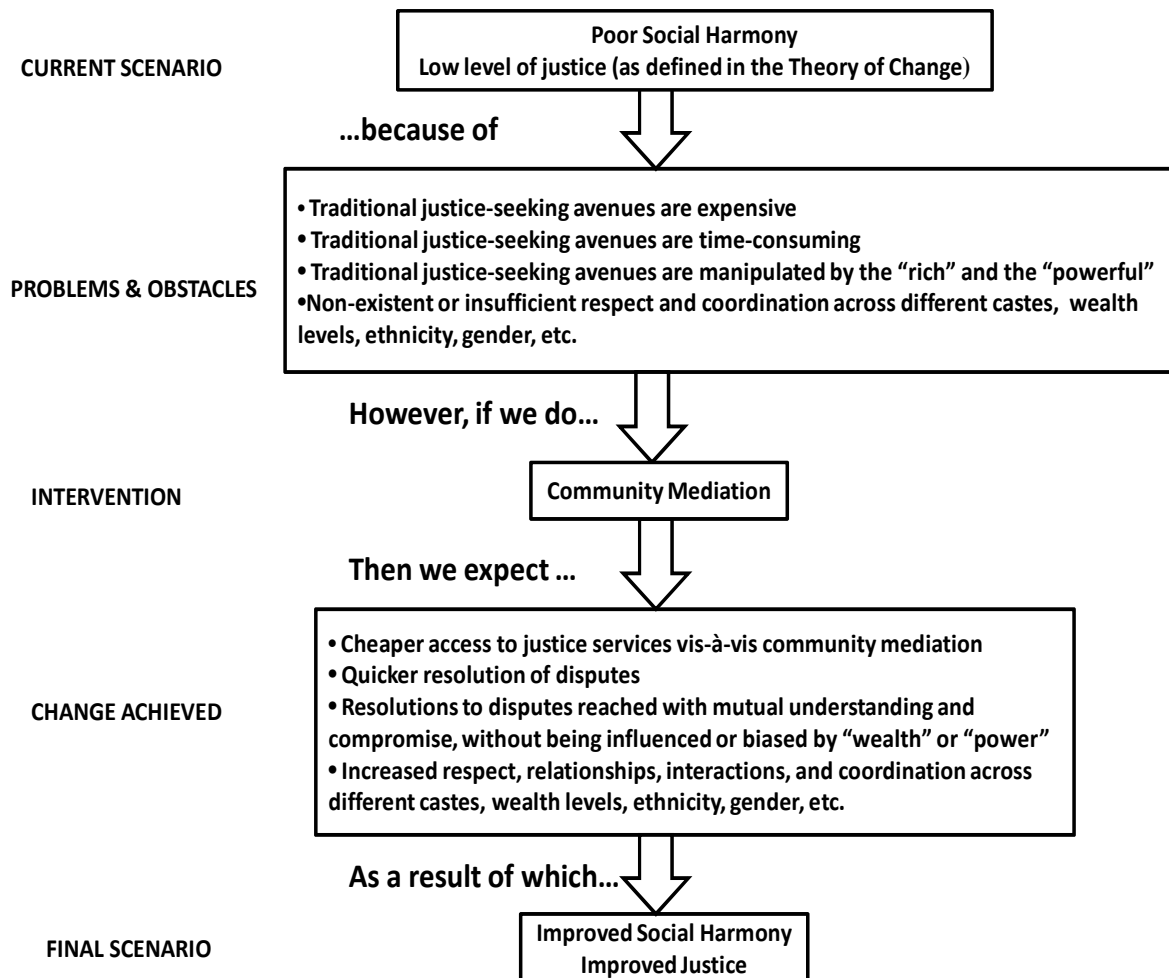 Poor Social Harmony
CURRENT SCENARIO
Low level of justice (as defined in the Theory of Change)
...because of
• Traditional justice-seeking avenues are expensive
• Traditional justice-seeking avenues are time-consuming
PROBLEMS & OBSTACLES
• Traditional justice-seeking avenues are manipulated by the “rich” and the “powerful”
•Non-existent or insufficient respect and coordination across different castes, wealth
levels, ethnicity, gender, etc.
However, if we do...
INTERVENTION
Community Mediation
Then we expect ...
• Cheaper access to justice services vis-à-vis community mediation
• Quicker resolution of disputes
CHANGE ACHIEVED
• Resolutions to disputes reached with mutual understanding and
compromise, without being influenced or biased by “wealth” or “power”
• Increased respect, relationships, interactions, and coordination across
different castes, wealth levels, ethnicity, gender, etc.
As a result of which...
FINAL SCENARIO
Improved Social Harmony
Improved Justice